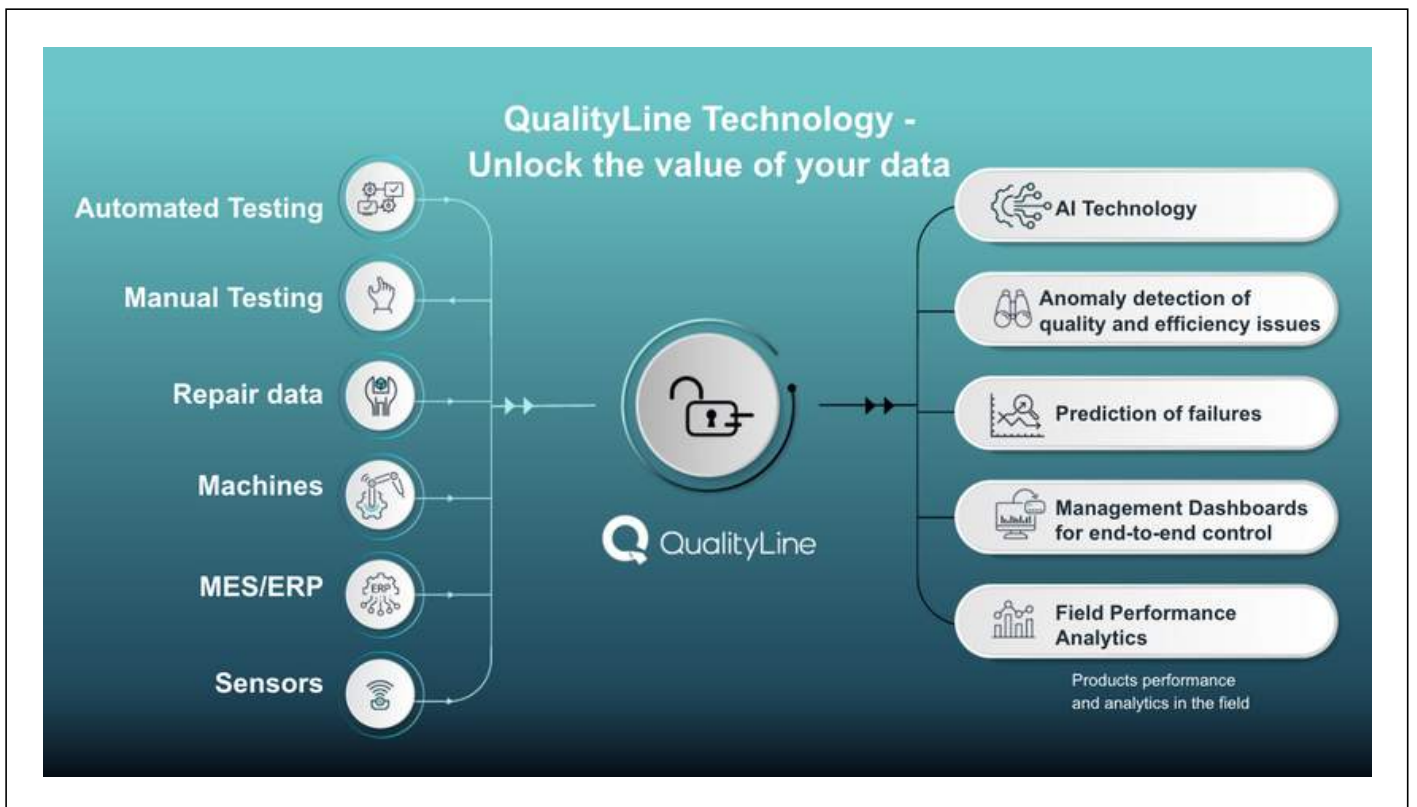 QualityLine Technology -
Unlock the value of your data
Automated Testing
Manual Testing
Repair data
Machines
MES/ERP
ERP
Sensors
QualityLine
AI Technology
Anomaly detection of
quality and efficiency issues
Prediction of failures
Management Dashboards
for end-to-end control
Field Performance
Analytics
Products performance
and analytics in the field